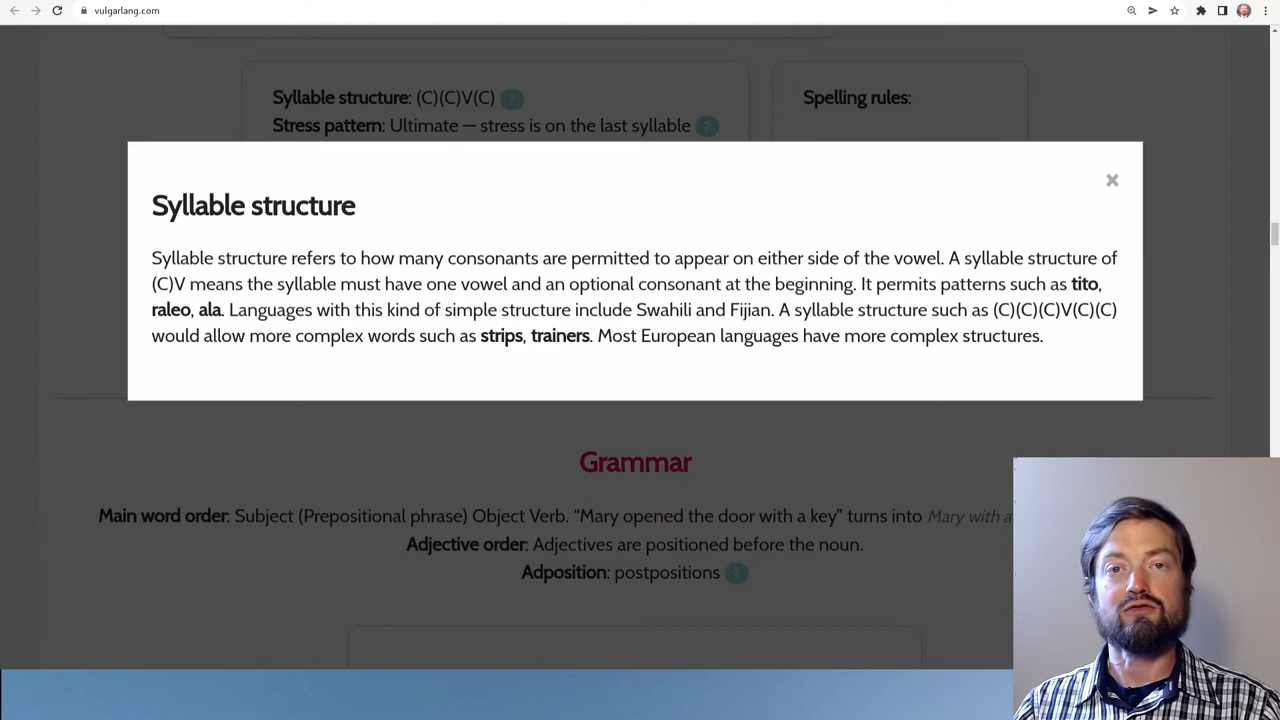 vulgarlang.com
Syllable structure: (C)(C)V(C) ?
Spelling rules:
Stress pattern: Ultimate — stress is on the last syllable ?
Syllable structure
Syllable structure refers to how many consonants are permitted to appear on either side of the vowel. A syllable structure of
(C)V means the syllable must have one vowel and an optional consonant at the beginning. It permits patterns such as tito,
raleo, ala. Languages with this kind of simple structure include Swahili and Fijian. A syllable structure such as (C)(C)(C)V(C)(C)
would allow more complex words such as strips, trainers. Most European languages have more complex structures.
Grammar
Main word order: Subject (Prepositional phrase) Object Verb. “Mary opened the door with a key” turns into Mary with a
Adjective order: Adjectives are positioned before the noun.
Adposition: postpositions ?